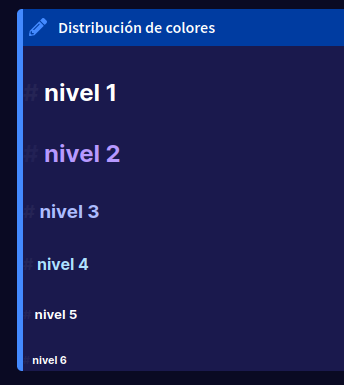 Distribución de colores
# nivel 1
# nivel 2
# nivel 3
# nivel 4
# nivel 5
# nivel 6